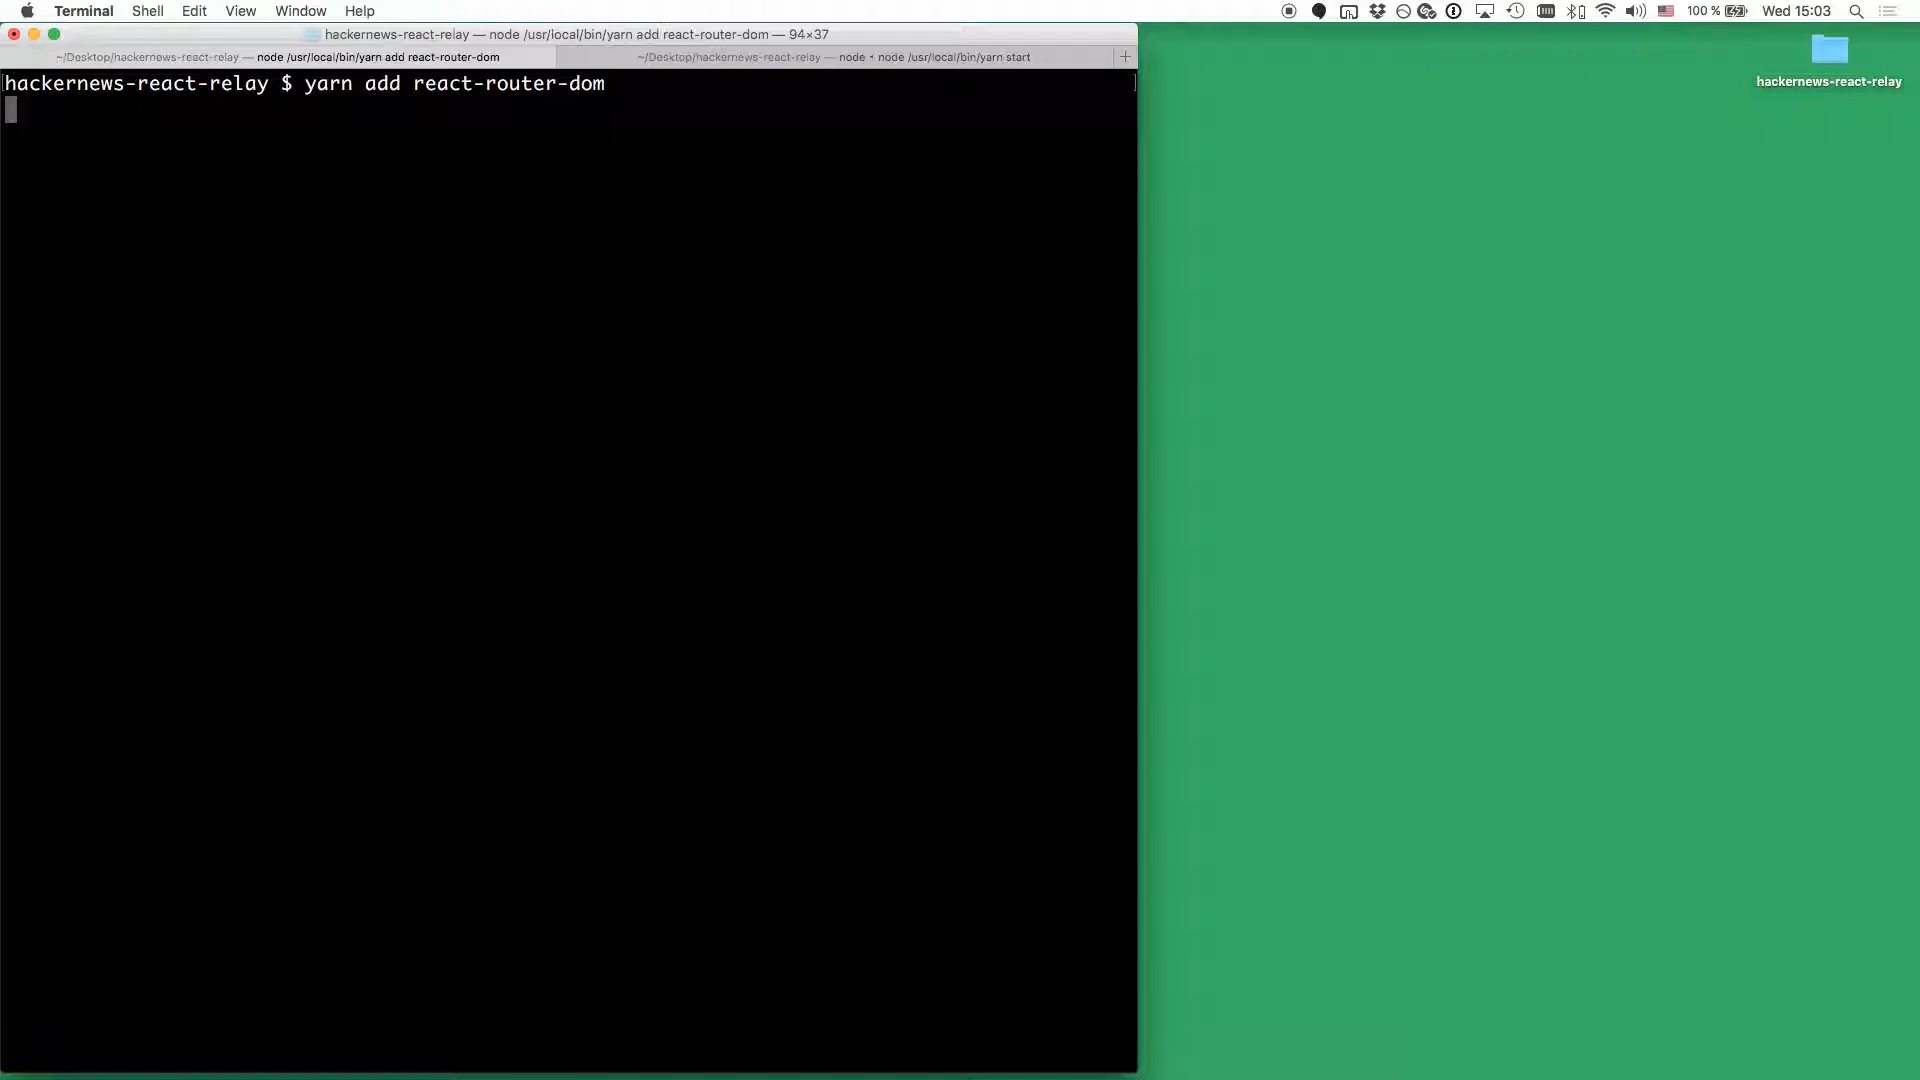 Terminal Shell Edit View Window Help
100 % Wed 15:03
hackernews-react-relay — node /usr/local/bin/yarn add react-router-dom — 94×37
~/Desktop/hackernews-react-relay — node /usr/local/bin/yarn add react-router-dom
~/Desktop/hackernews-react-relay — node ◂ node /usr/local/bin/yarn start
hackernews-react-relay $ yarn add react-router-dom
hackernews-react-relay